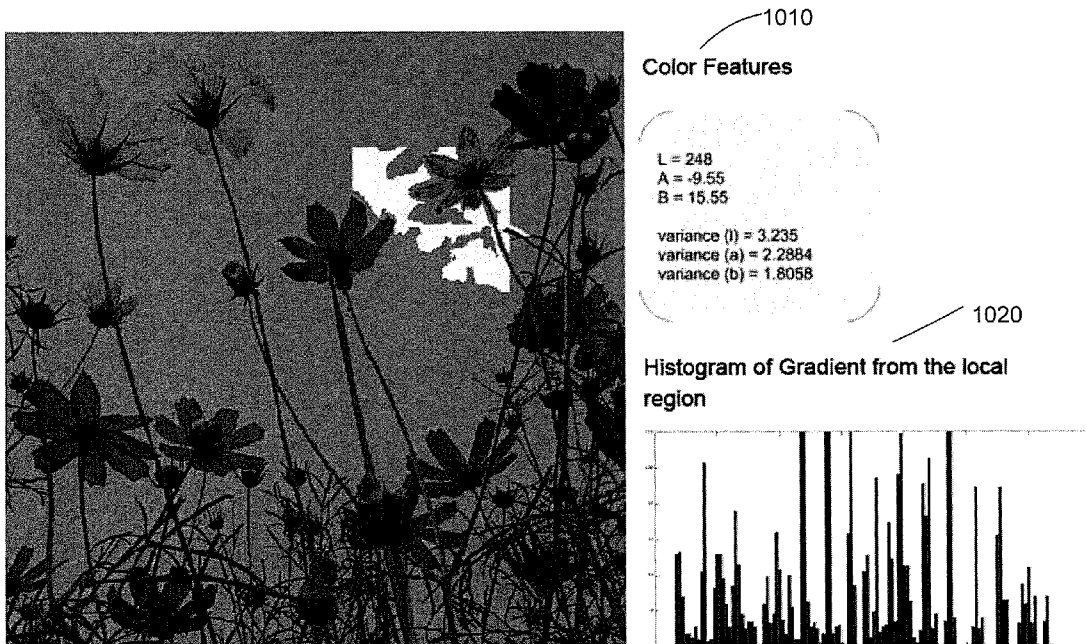 1010
Color Features
L = 248
A = -9.55
B = 15.55
variance (l) = 3.235
variance (a) = 2.2884
variance (b) = 1.8058
1020
Histogram of Gradient from the local
region